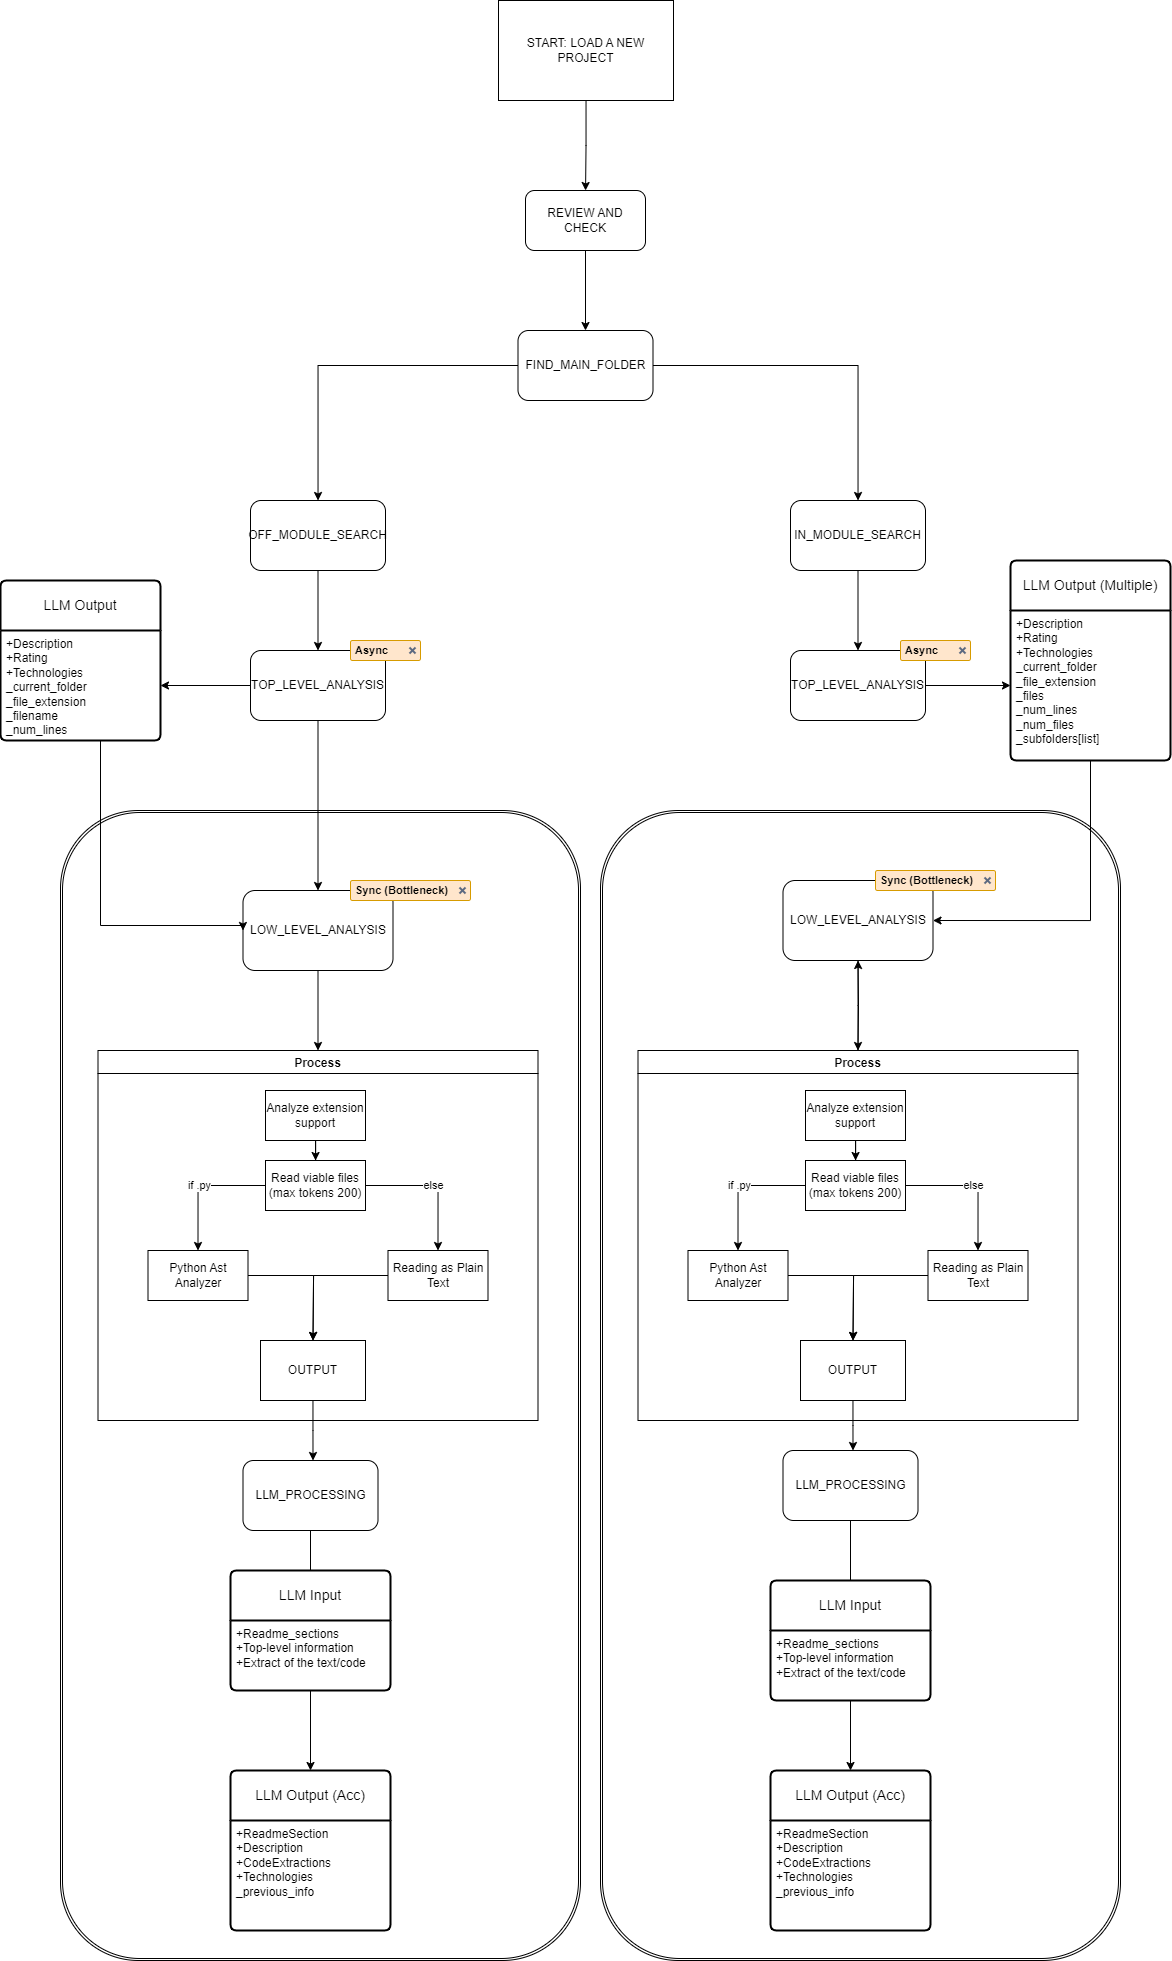 START: LOAD A NEW
PROJECT
REVIEW AND
CHECK
FIND_MAIN_FOLDER
OFF_MODULE_SEARCH
IN_MODULE_SEARCH
LLM Output
+Description
+Rating
+Technologies
_current_folder
_file_extension
_filename
_num_lines
Async
TOP_LEVEL_ANALYSIS
Async
TOP_LEVEL_ANALYSIS
LLM Output (Multiple)
+Description
+Rating
+Technologies
_current_folder
_file_extension
_files
_num_lines
_num_files
_subfolders[list]
Sync (Bottleneck)
LOW_LEVEL_ANALYSIS
Process
Analyze extension
support
Read viable files
(max tokens 200)
if .py
else
Python Ast
Analyzer
Reading as Plain
Text
OUTPUT
LLM_PROCESSING
LLM Input
+Readme_sections
+Top-level information
+Extract of the text/code
LLM Output (Acc)
+ReadmeSection
+Description
+CodeExtractions
+Technologies
_previous_info
Sync (Bottleneck)
LOW_LEVEL_ANALYSIS
Process
Analyze extension
support
Read viable files
(max tokens 200)
if .py
else
Python Ast
Analyzer
Reading as Plain
Text
OUTPUT
LLM_PROCESSING
LLM Input
+Readme_sections
+Top-level information
+Extract of the text/code
LLM Output (Acc)
+ReadmeSection
+Description
+CodeExtractions
+Technologies
_previous_info